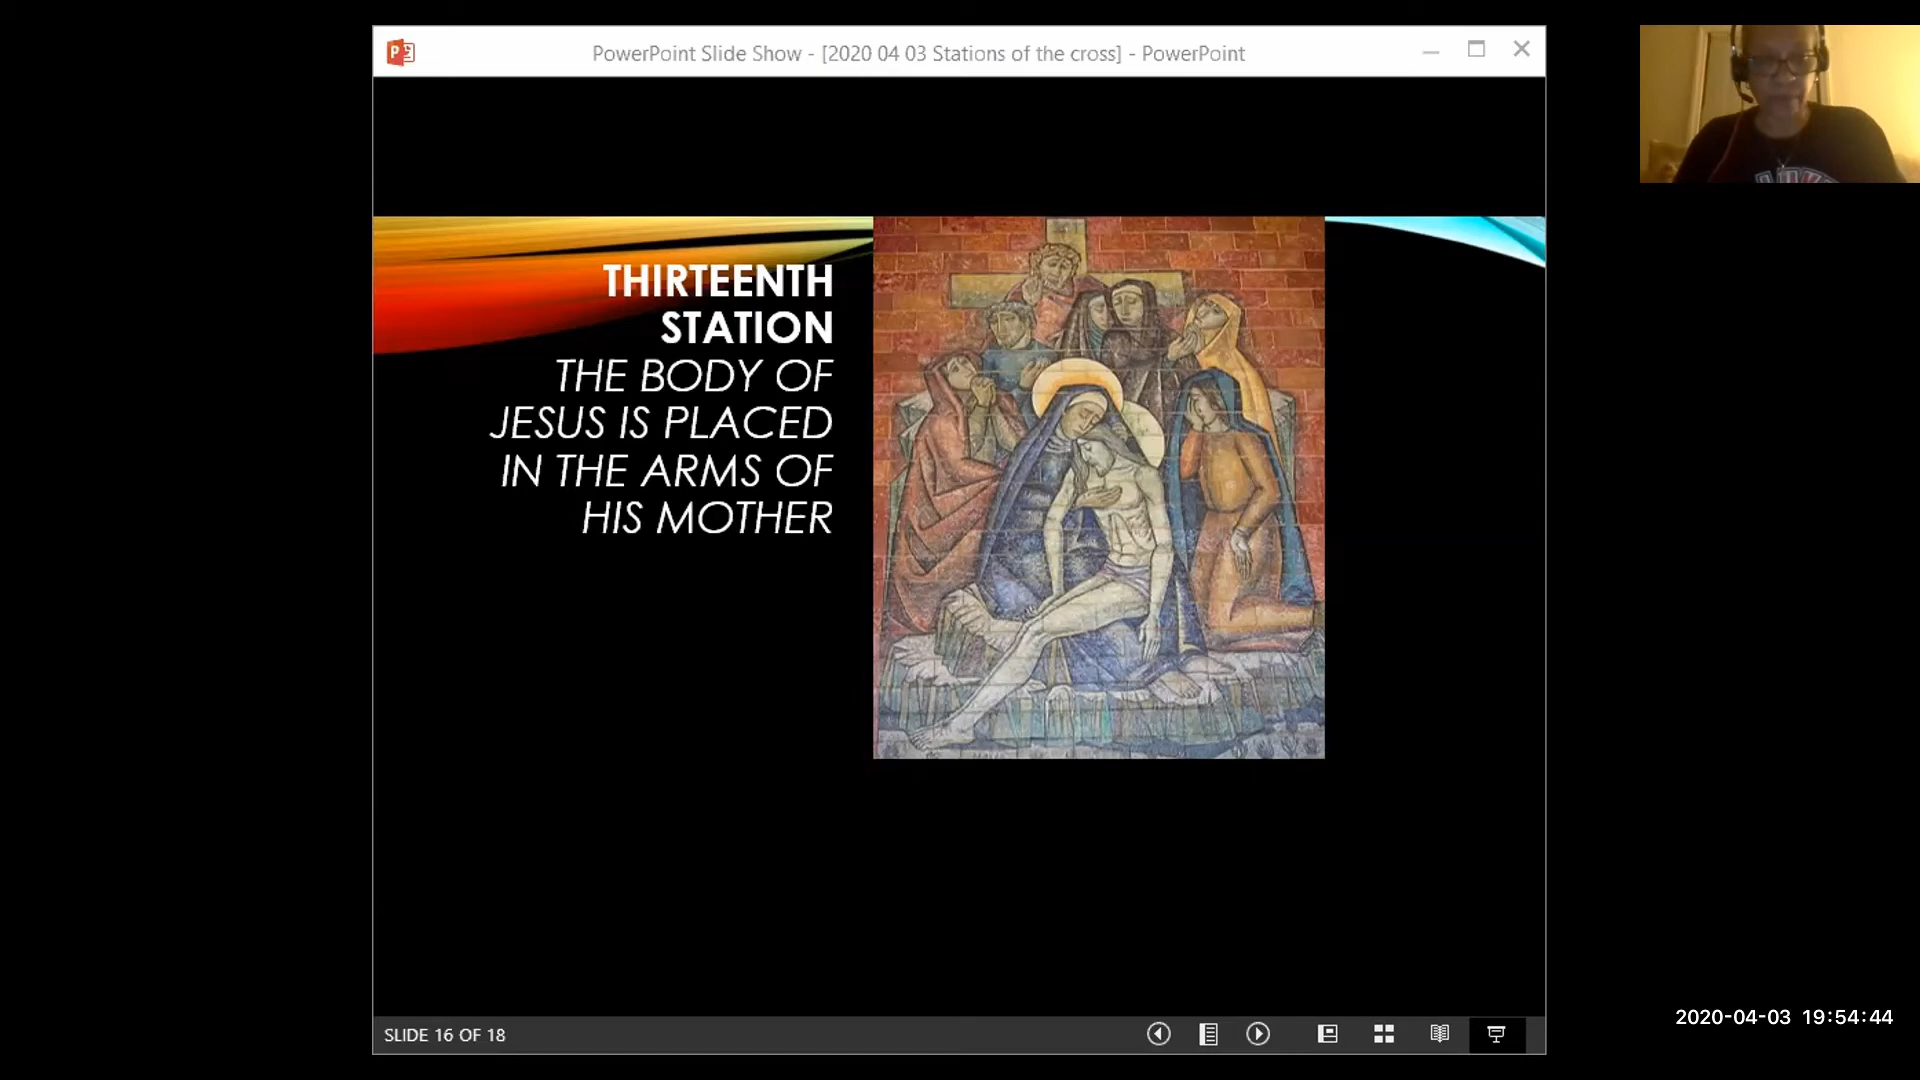 PowerPoint Slide Show - [2020 04 03 Stations of the cross] - PowerPoint
THIRTEENTH
STATION
THE BODY OF
JESUS IS PLACED
IN THE ARMS OF
HIS MOTHER
SLIDE 16 OF 18
2020-04-03 19:54:44